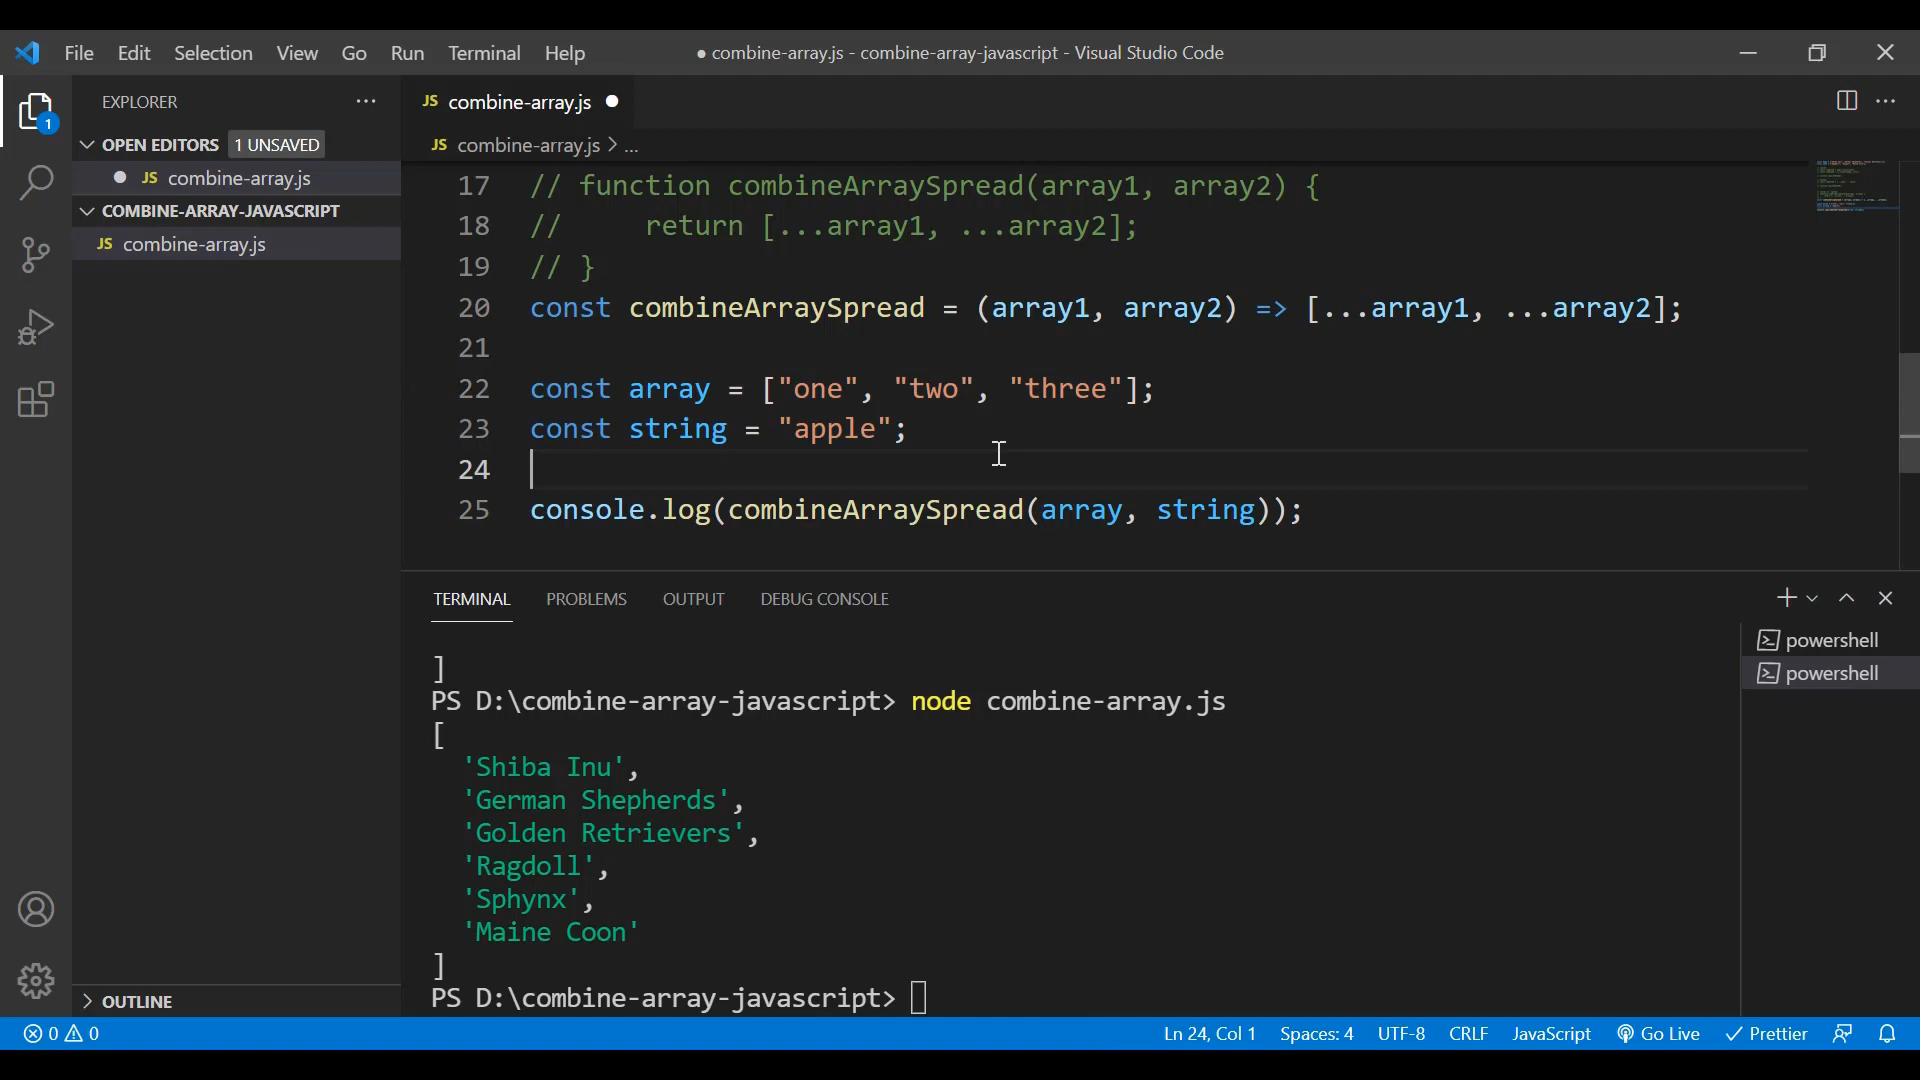 File Edit Selection View Go Run Terminal Help
● combine-array.js - combine-array-javascript - Visual Studio Code
EXPLORER
OPEN EDITORS 1 UNSAVED
JS combine-array.js
COMBINE-ARRAY-JAVASCRIPT
JS combine-array.js
OUTLINE
1
JS combine-array.js
JS combine-array.js > ...
17 // function combineArraySpread(array1, array2) {
18 //     return [...array1, ...array2];
19 // }
20 const combineArraySpread = (array1, array2) => [...array1, ...array2];
21
22 const array = ["one", "two", "three"];
23 const string = "apple";
24
25 console.log(combineArraySpread(array, string));
TERMINAL PROBLEMS OUTPUT DEBUG CONSOLE
powershell
powershell
]
PS D:\combine-array-javascript> node combine-array.js
[
  'Shiba Inu',
  'German Shepherds',
  'Golden Retrievers',
  'Ragdoll',
  'Sphynx',
  'Maine Coon'
]
PS D:\combine-array-javascript>
0 0 Ln 24, Col 1 Spaces: 4 UTF-8 CRLF JavaScript Go Live Prettier